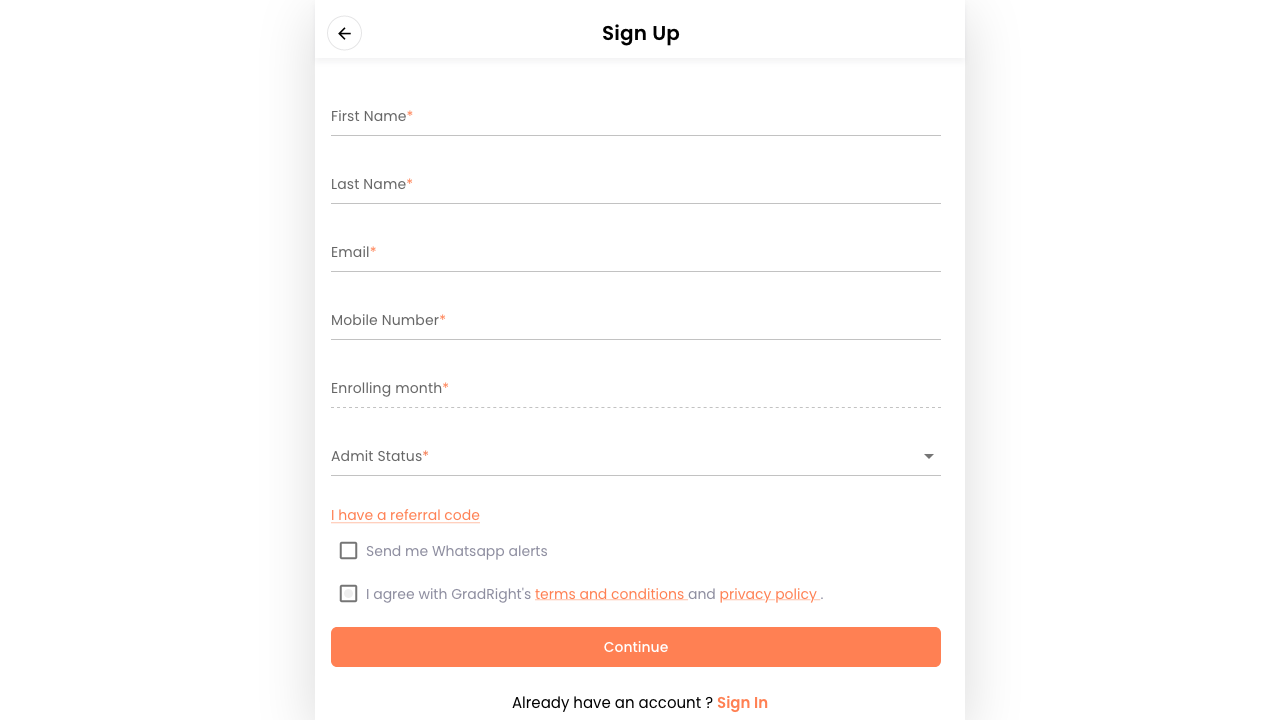 Sign Up
First Name*
Last Name*
Email*
Mobile Number*
Enrolling month*
Admit Status*
I have a referral code
Send me Whatsapp alerts
I agree with GradRight's terms and conditions and privacy policy .
Continue
Already have an account ? Sign In